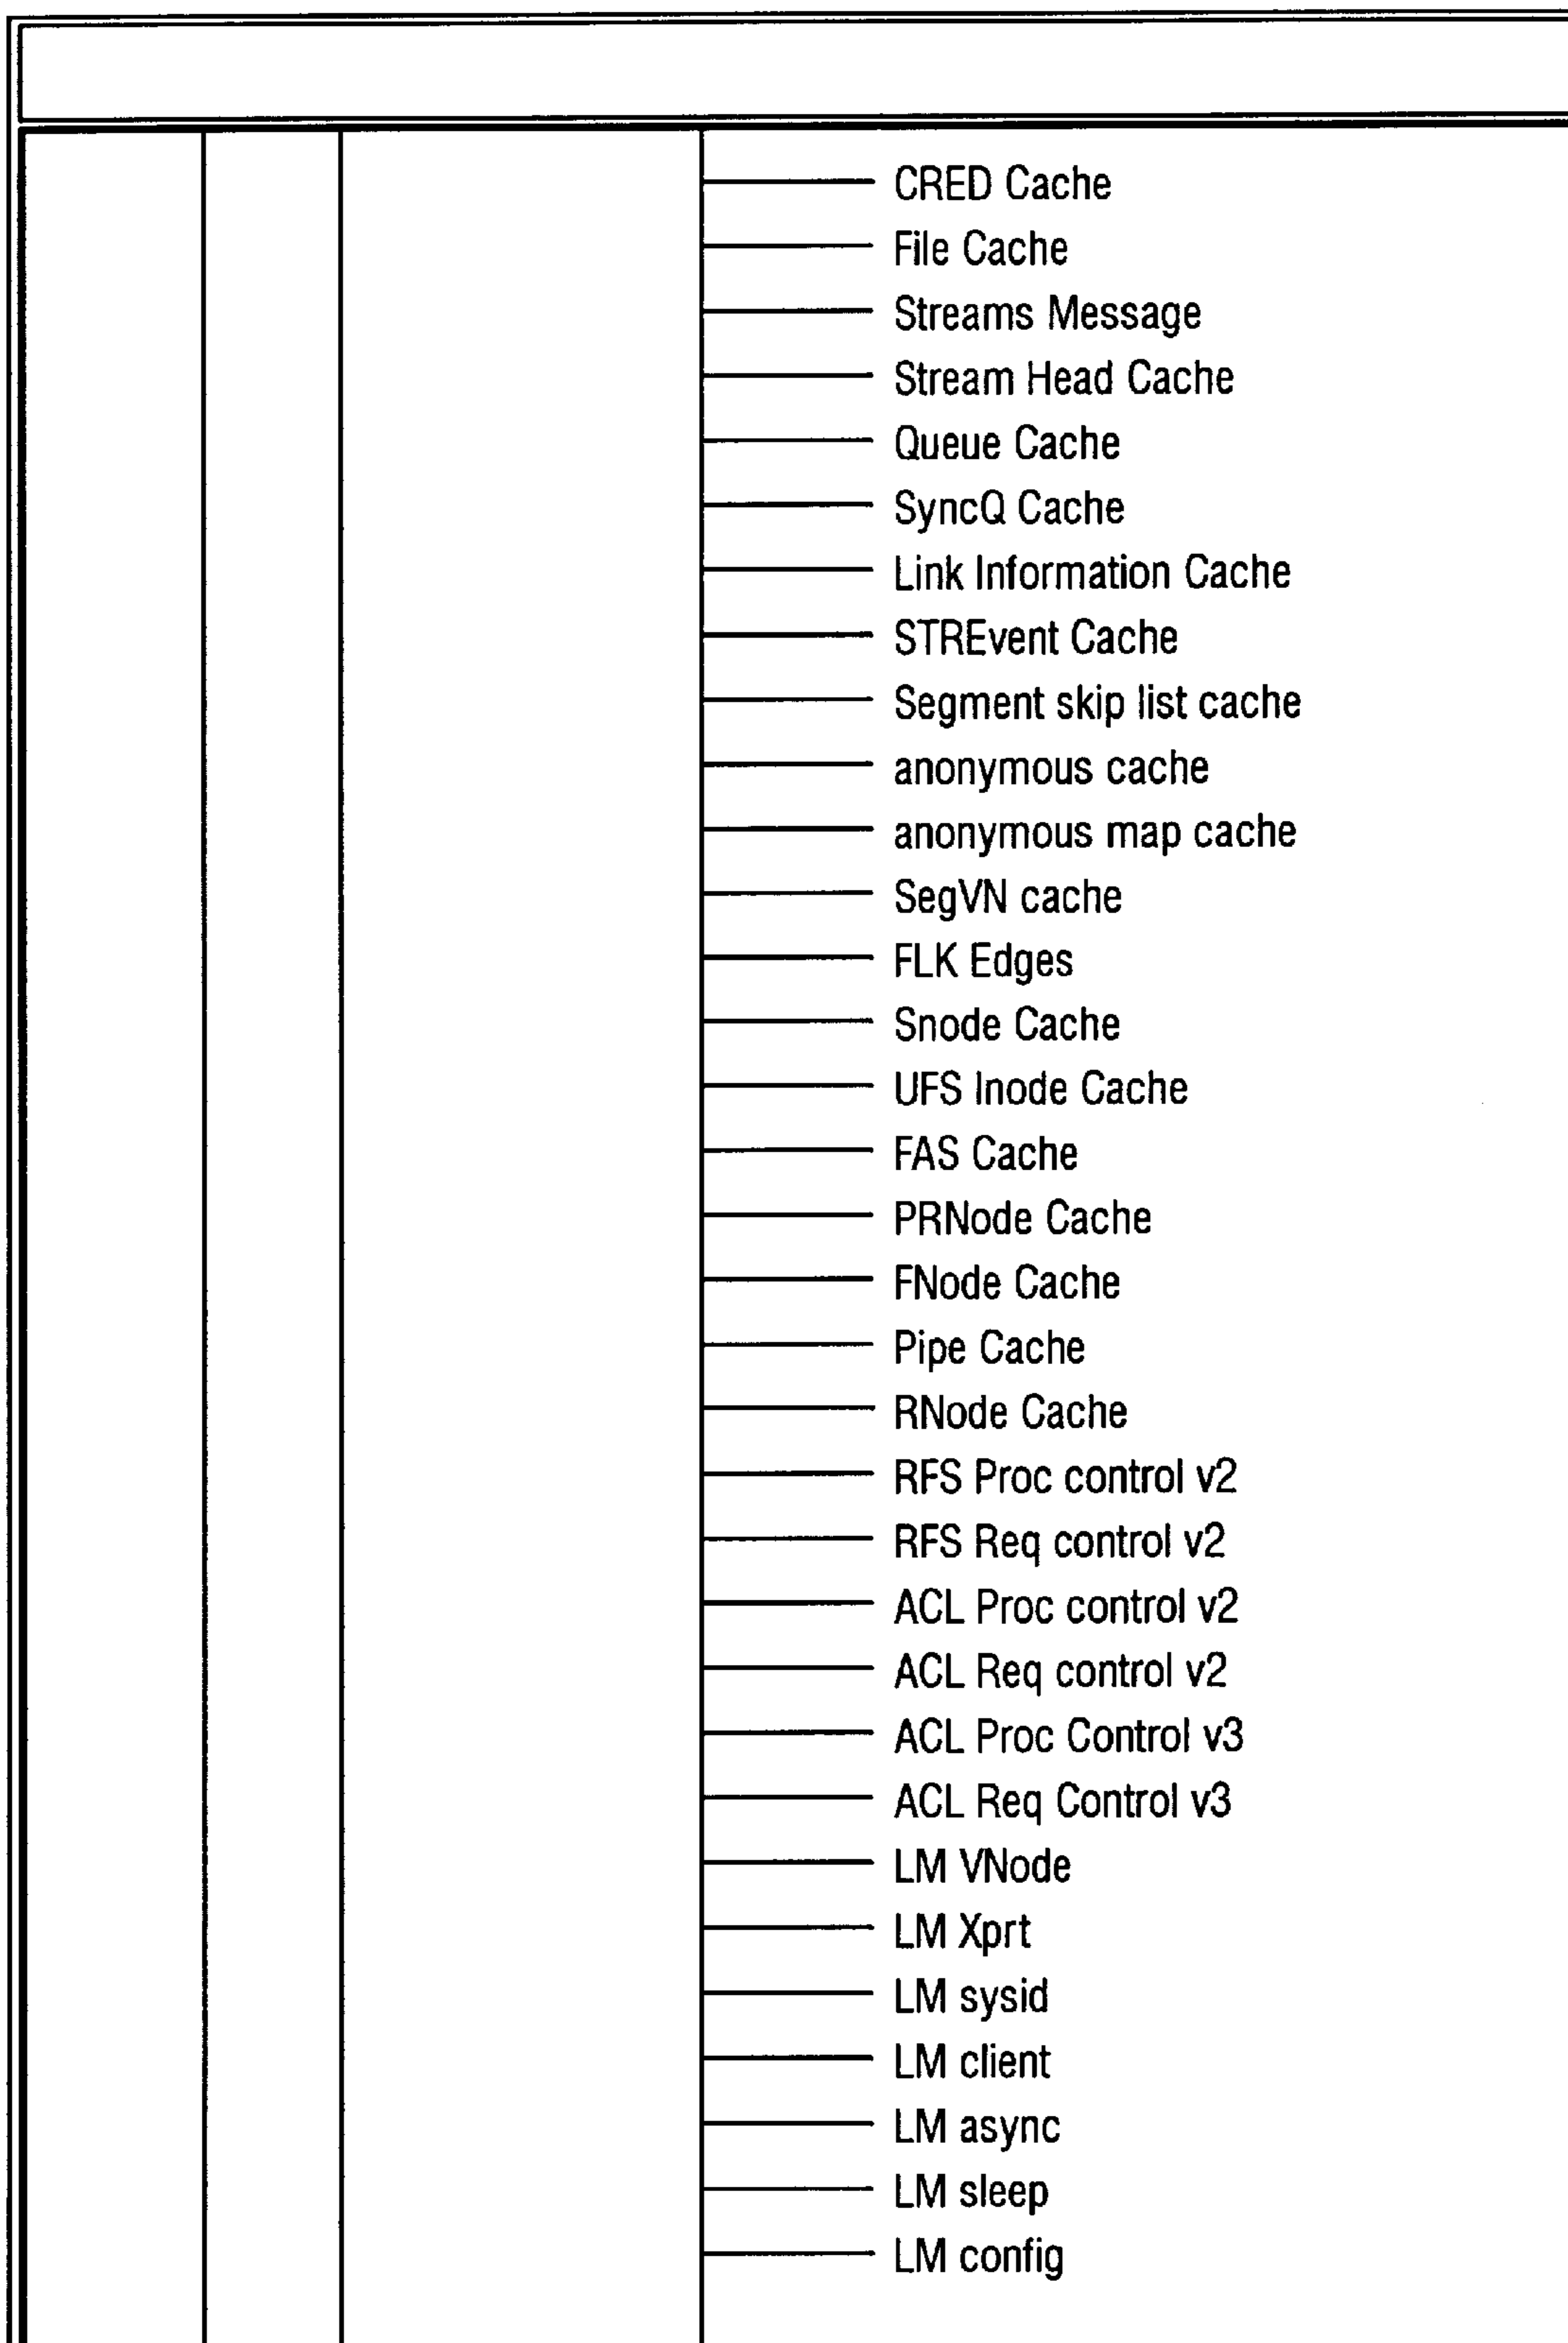 CRED Cache
File Cache
Streams Message
Stream Head Cache
Queue Cache
SyncQ Cache
Link Information Cache
STREvent Cache
Segment skip list cache
anonymous cache
anonymous map cache
SegVN cache
FLK Edges
Snode Cache
UFS Inode Cache
FAS Cache
PRNode Cache
FNode Cache
Pipe Cache
RNode Cache
RFS Proc control v2
RFS Req control v2
ACL Proc control v2
ACL Req control v2
ACL Proc Control v3
ACL Req Control v3
LM VNode
LM Xprt
LM sysid
LM client
LM async
LM sleep
LM config